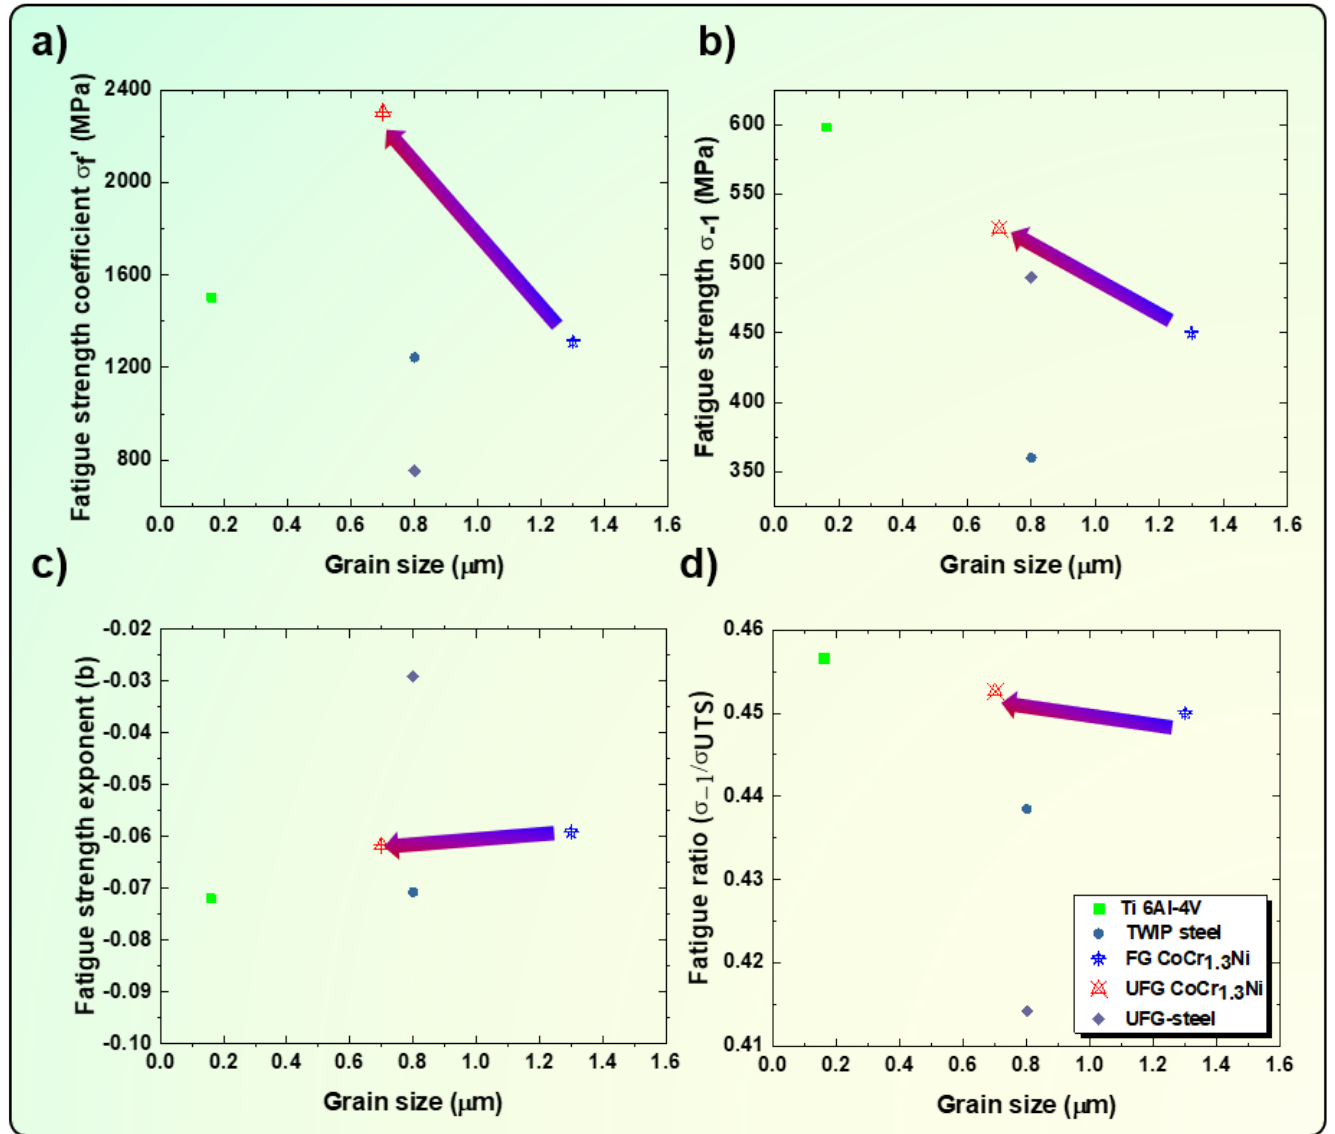 a)
Fatigue strength coefficient σf' (MPa)
2400
2000
1600
1200
800
0.0 0.2 0.4 0.6 0.8 1.0 1.2 1.4 1.6
Grain size (μm)
b)
Fatigue strength σ-1 (MPa)
600
550
500
450
400
350
0.0 0.2 0.4 0.6 0.8 1.0 1.2 1.4 1.6
Grain size (μm)
c)
Fatigue strength exponent (b)
-0.02
-0.03
-0.04
-0.05
-0.06
-0.07
-0.08
-0.09
-0.10
0.0 0.2 0.4 0.6 0.8 1.0 1.2 1.4 1.6
Grain size (μm)
d)
Fatigue ratio (σ−1/σUTS)
0.46
0.45
0.44
0.43
0.42
0.41
0.0 0.2 0.4 0.6 0.8 1.0 1.2 1.4 1.6
Grain size (μm)
Ti 6Al-4V
TWIP steel
FG CoCr1.3Ni
UFG CoCr1.3Ni
UFG-steel